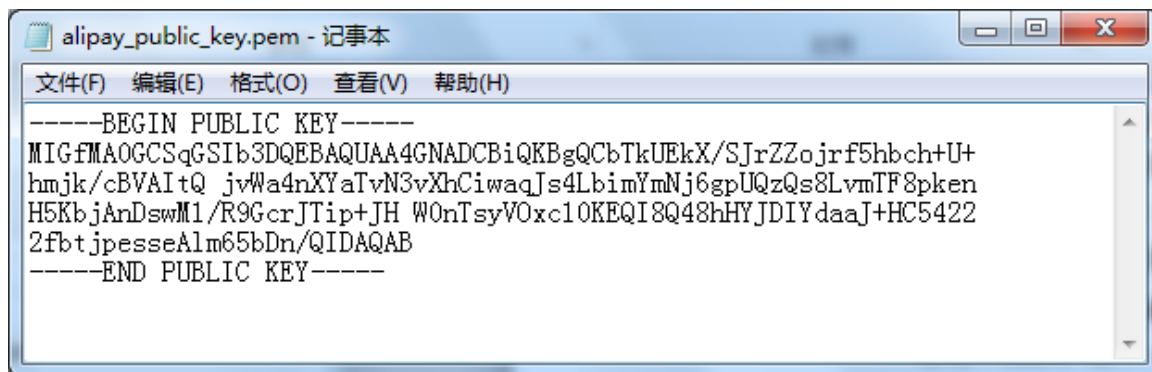 alipay_public_key.pem - 记事本
文件(F) 编辑(E) 格式(O) 查看(V) 帮助(H)
-----BEGIN PUBLIC KEY-----
MIGfMA0GCSqGSIb3DQEBAQUAA4GNADCBiQKBgQCbTkUEkX/SJrZZojrf5hbch+U+
hmjk/cBVAItQ jvWa4nXYaTvN3vXhCiwaqJs4LbimYmNj6gpUQzQs8LvmTF8pken
H5KbjAnDswM1/R9GcrJTip+JH WOnTsyVOxc10KEQI8Q48hHYJDIYdaaJ+HC5422
2fbtjpesseAlm65bDn/QIDAQAB
-----END PUBLIC KEY-----